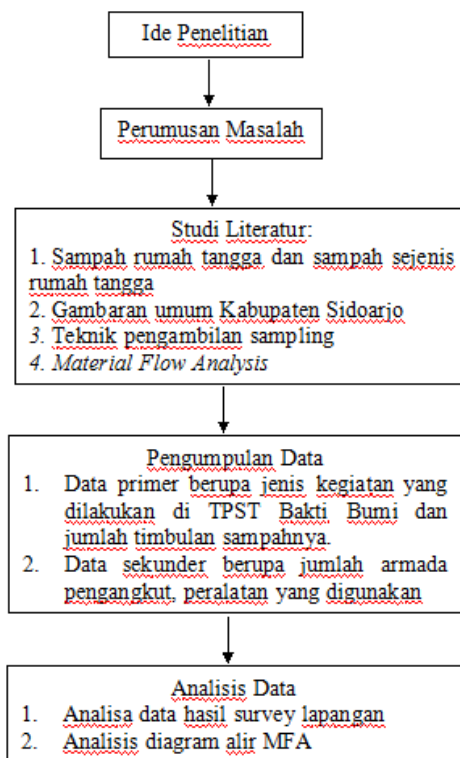 Ide Penelitian
Perumusan Masalah
Studi Literatur:
1. Sampah rumah tangga dan sampah sejenis
rumah tangga
2. Gambaran umum Kabupaten Sidoarjo
3. Teknik pengambilan sampling
4. Material Flow Analysis
Pengumpulan Data
1. Data primer berupa jenis kegiatan yang
dilakukan di TPST Bakti Bumi dan
jumlah timbulan sampahnya.
2. Data sekunder berupa jumlah armada
pengangkut, peralatan yang digunakan
Analisis Data
1. Analisa data hasil survey lapangan
2. Analisis diagram alir MFA